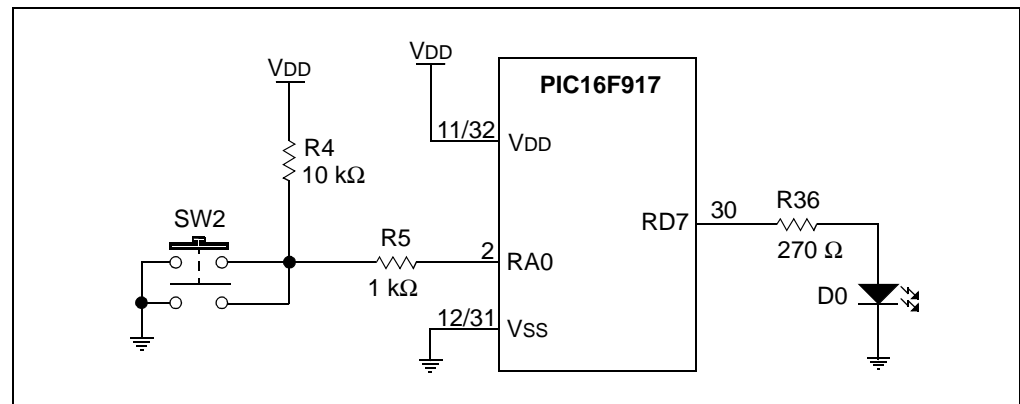 VDD
VDD
PIC16F917
11/32
VDD
R4
10 kΩ
SW2
R5
1 kΩ
2
RA0
RD7
30
R36
270 Ω
D0
12/31
VSS